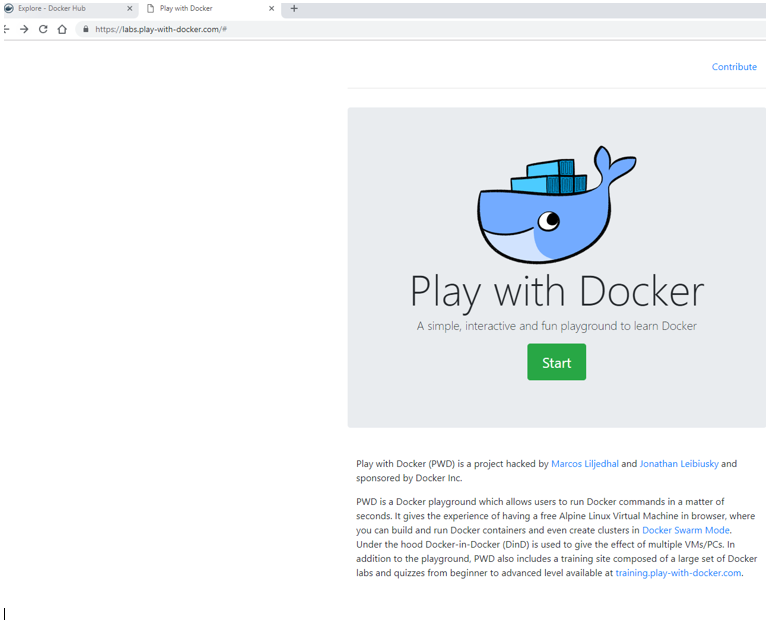 Explore - Docker Hub
Play with Docker
https://labs.play-with-docker.com/#
Contribute
Play with Docker
A simple, interactive and fun playground to learn Docker
Start
Play with Docker (PWD) is a project hacked by Marcos Liljedhal and Jonathan Leibiusky and
sponsored by Docker Inc.
PWD is a Docker playground which allows users to run Docker commands in a matter of
seconds. It gives the experience of having a free Alpine Linux Virtual Machine in browser, where
you can build and run Docker containers and even create clusters in Docker Swarm Mode.
Under the hood Docker-in-Docker (DinD) is used to give the effect of multiple VMs/PCs. In
addition to the playground, PWD also includes a training site composed of a large set of Docker
labs and quizzes from beginner to advanced level available at training.play-with-docker.com.